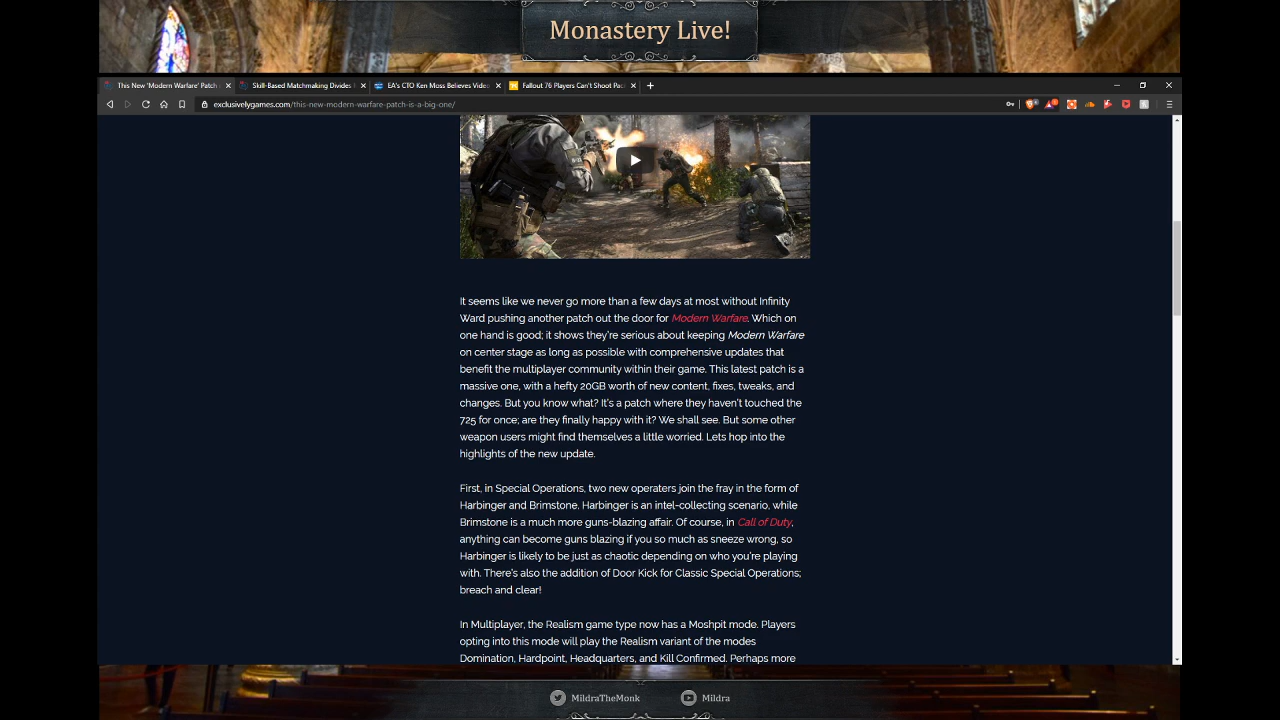 Monastery Live!
This New 'Modern Warfare' Patch
Skill-Based Matchmaking Divides
EA's CTO Ken Moss Believes Video
Fallout 76 Players Can't Shoot Pac
exclusivelygames.com/this-new-modern-warfare-patch-is-a-big-one/
It seems like we never go more than a few days at most without Infinity
Ward pushing another patch out the door for Modern Warfare. Which on
one hand is good; it shows they're serious about keeping Modern Warfare
on center stage as long as possible with comprehensive updates that
benefit the multiplayer community within their game. This latest patch is a
massive one, with a hefty 20GB worth of new content, fixes, tweaks, and
changes. But you know what? It's a patch where they haven't touched the
725 for once; are they finally happy with it? We shall see. But some other
weapon users might find themselves a little worried. Lets hop into the
highlights of the new update.
First, in Special Operations, two new operaters join the fray in the form of
Harbinger and Brimstone. Harbinger is an intel-collecting scenario, while
Brimstone is a much more guns-blazing affair. Of course, in Call of Duty,
anything can become guns blazing if you so much as sneeze wrong, so
Harbinger is likely to be just as chaotic depending on who you're playing
with. There's also the addition of Door Kick for Classic Special Operations;
breach and clear!
In Multiplayer, the Realism game type now has a Moshpit mode. Players
opting into this mode will play the Realism variant of the modes
Domination, Hardpoint, Headquarters, and Kill Confirmed. Perhaps more
MildraTheMonk
Mildra